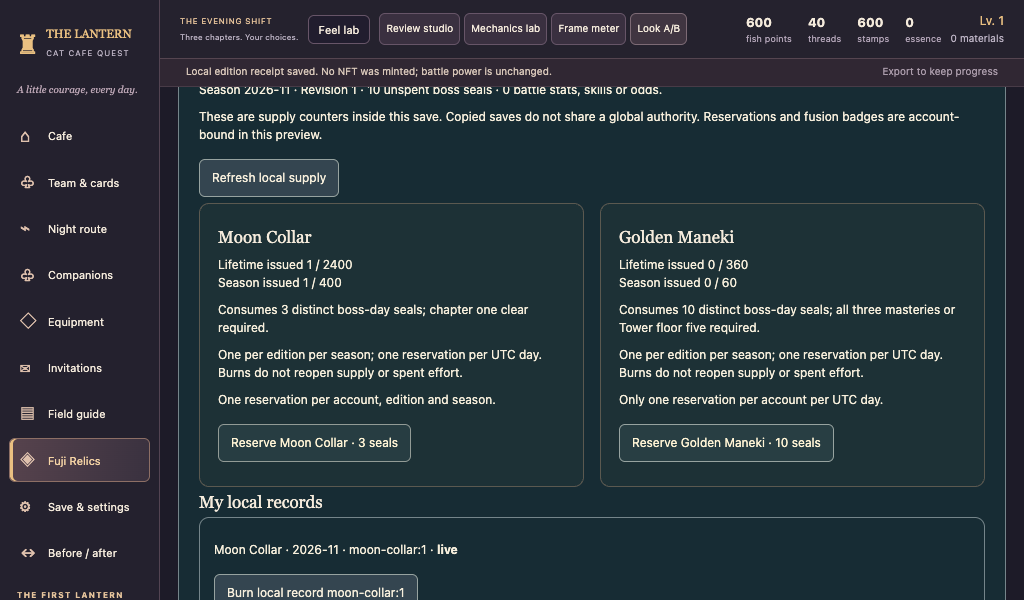 THE LANTERN
CAT CAFE QUEST
A little courage, every day.
Cafe
Team & cards
Night route
Companions
Equipment
Invitations
Field guide
Fuji Relics
Save & settings
Before / after
THE FIRST LANTERN
THE EVENING SHIFT
Three chapters. Your choices.
Feel lab
Review studio
Mechanics lab
Frame meter
Look A/B
600
fish points
40
threads
600
stamps
0
essence
Lv. 1
0 materials
Local edition receipt saved. No NFT was minted; battle power is unchanged.
Export to keep progress
Season 2026-11 · Revision 1 · 10 unspent boss seals · 0 battle stats, skills or odds.
These are supply counters inside this save. Copied saves do not share a global authority. Reservations and fusion badges are account-
bound in this preview.
Refresh local supply
Moon Collar
Lifetime issued 1 / 2400
Season issued 1 / 400
Consumes 3 distinct boss-day seals; chapter one clear
required.
One per edition per season; one reservation per UTC day.
Burns do not reopen supply or spent effort.
One reservation per account, edition and season.
Reserve Moon Collar · 3 seals
Golden Maneki
Lifetime issued 0 / 360
Season issued 0 / 60
Consumes 10 distinct boss-day seals; all three masteries or
Tower floor five required.
One per edition per season; one reservation per UTC day.
Burns do not reopen supply or spent effort.
Only one reservation per account per UTC day.
Reserve Golden Maneki · 10 seals
My local records
Moon Collar · 2026-11 · moon-collar:1 · live
Burn local record moon-collar:1